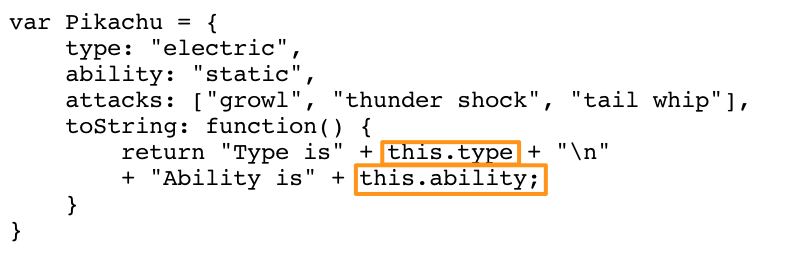 var Pikachu = {
    type: "electric",
    ability: "static",
    attacks: ["growl", "thunder shock", "tail whip"],
    toString: function() {
        return "Type is" + this.type + "\n"
        + "Ability is" + this.ability;
    }
}